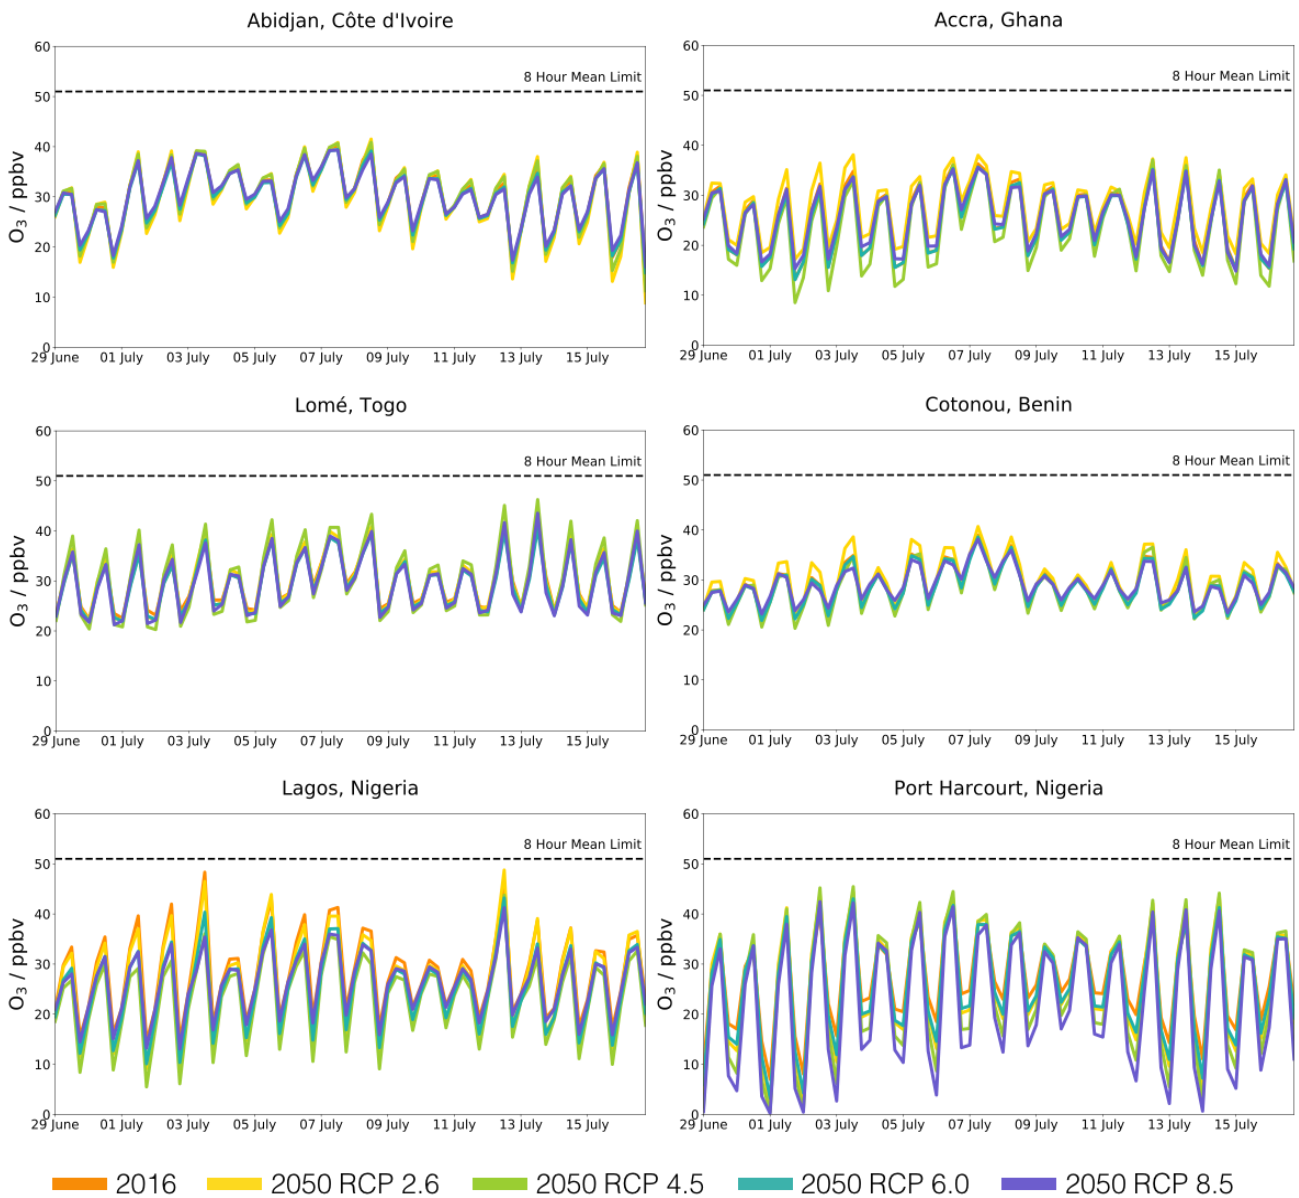 Abidjan, Côte d'Ivoire
60
50
40
30
20
10
0
O3 / ppbv
8 Hour Mean Limit
29 June 01 July 03 July 05 July 07 July 09 July 11 July 13 July 15 July
Accra, Ghana
60
50
40
30
20
10
0
O3 / ppbv
8 Hour Mean Limit
29 June 01 July 03 July 05 July 07 July 09 July 11 July 13 July 15 July
Lomé, Togo
60
50
40
30
20
10
0
O3 / ppbv
8 Hour Mean Limit
29 June 01 July 03 July 05 July 07 July 09 July 11 July 13 July 15 July
Cotonou, Benin
60
50
40
30
20
10
0
O3 / ppbv
8 Hour Mean Limit
29 June 01 July 03 July 05 July 07 July 09 July 11 July 13 July 15 July
Lagos, Nigeria
60
50
40
30
20
10
0
O3 / ppbv
8 Hour Mean Limit
29 June 01 July 03 July 05 July 07 July 09 July 11 July 13 July 15 July
Port Harcourt, Nigeria
60
50
40
30
20
10
0
O3 / ppbv
8 Hour Mean Limit
29 June 01 July 03 July 05 July 07 July 09 July 11 July 13 July 15 July
2016 2050 RCP 2.6 2050 RCP 4.5 2050 RCP 6.0 2050 RCP 8.5